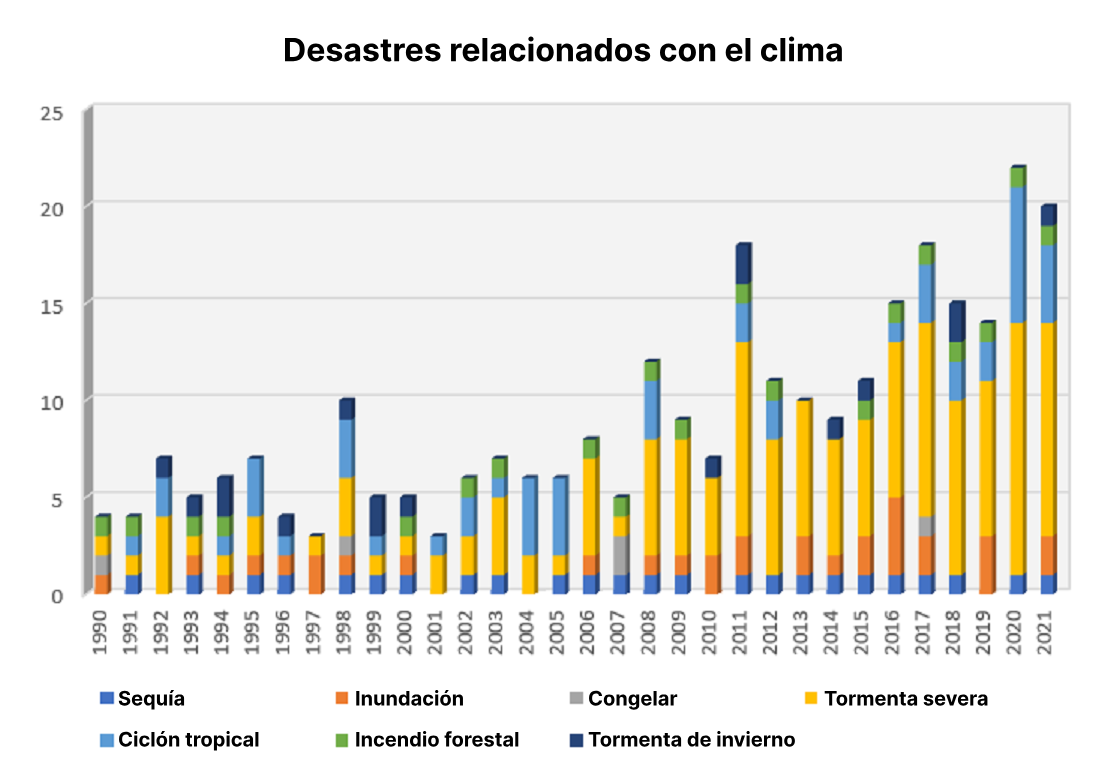 Desastres relacionados con el clima
25
20
15
10
5
0
1990 1991 1992 1993 1994 1995 1996 1997 1998 1999 2000 2001 2002 2003 2004 2005 2006 2007 2008 2009 2010 2011 2012 2013 2014 2015 2016 2017 2018 2019 2020 2021
Sequía Inundación Congelar Tormenta severa
Ciclón tropical Incendio forestal Tormenta de invierno